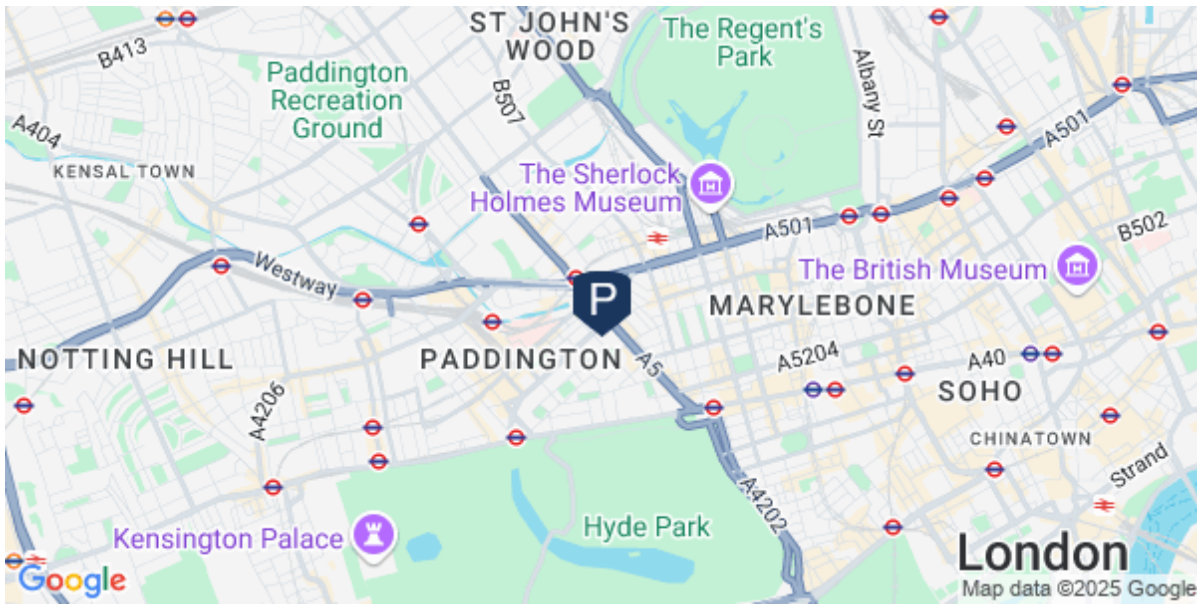 ST JOHN'S
WOOD
The Regent's
Park
B413
Paddington
Recreation
Ground
B507
Albany St
A404
A501
KENSAL TOWN
The Sherlock
Holmes Museum
A501
B502
Westway
The British Museum
P
MARYLEBONE
NOTTING HILL
PADDINGTON
A5
A5204
A40
SOHO
A4206
CHINATOWN
Strand
A4202
Hyde Park
Kensington Palace
London
Google
Map data ©2025 Google